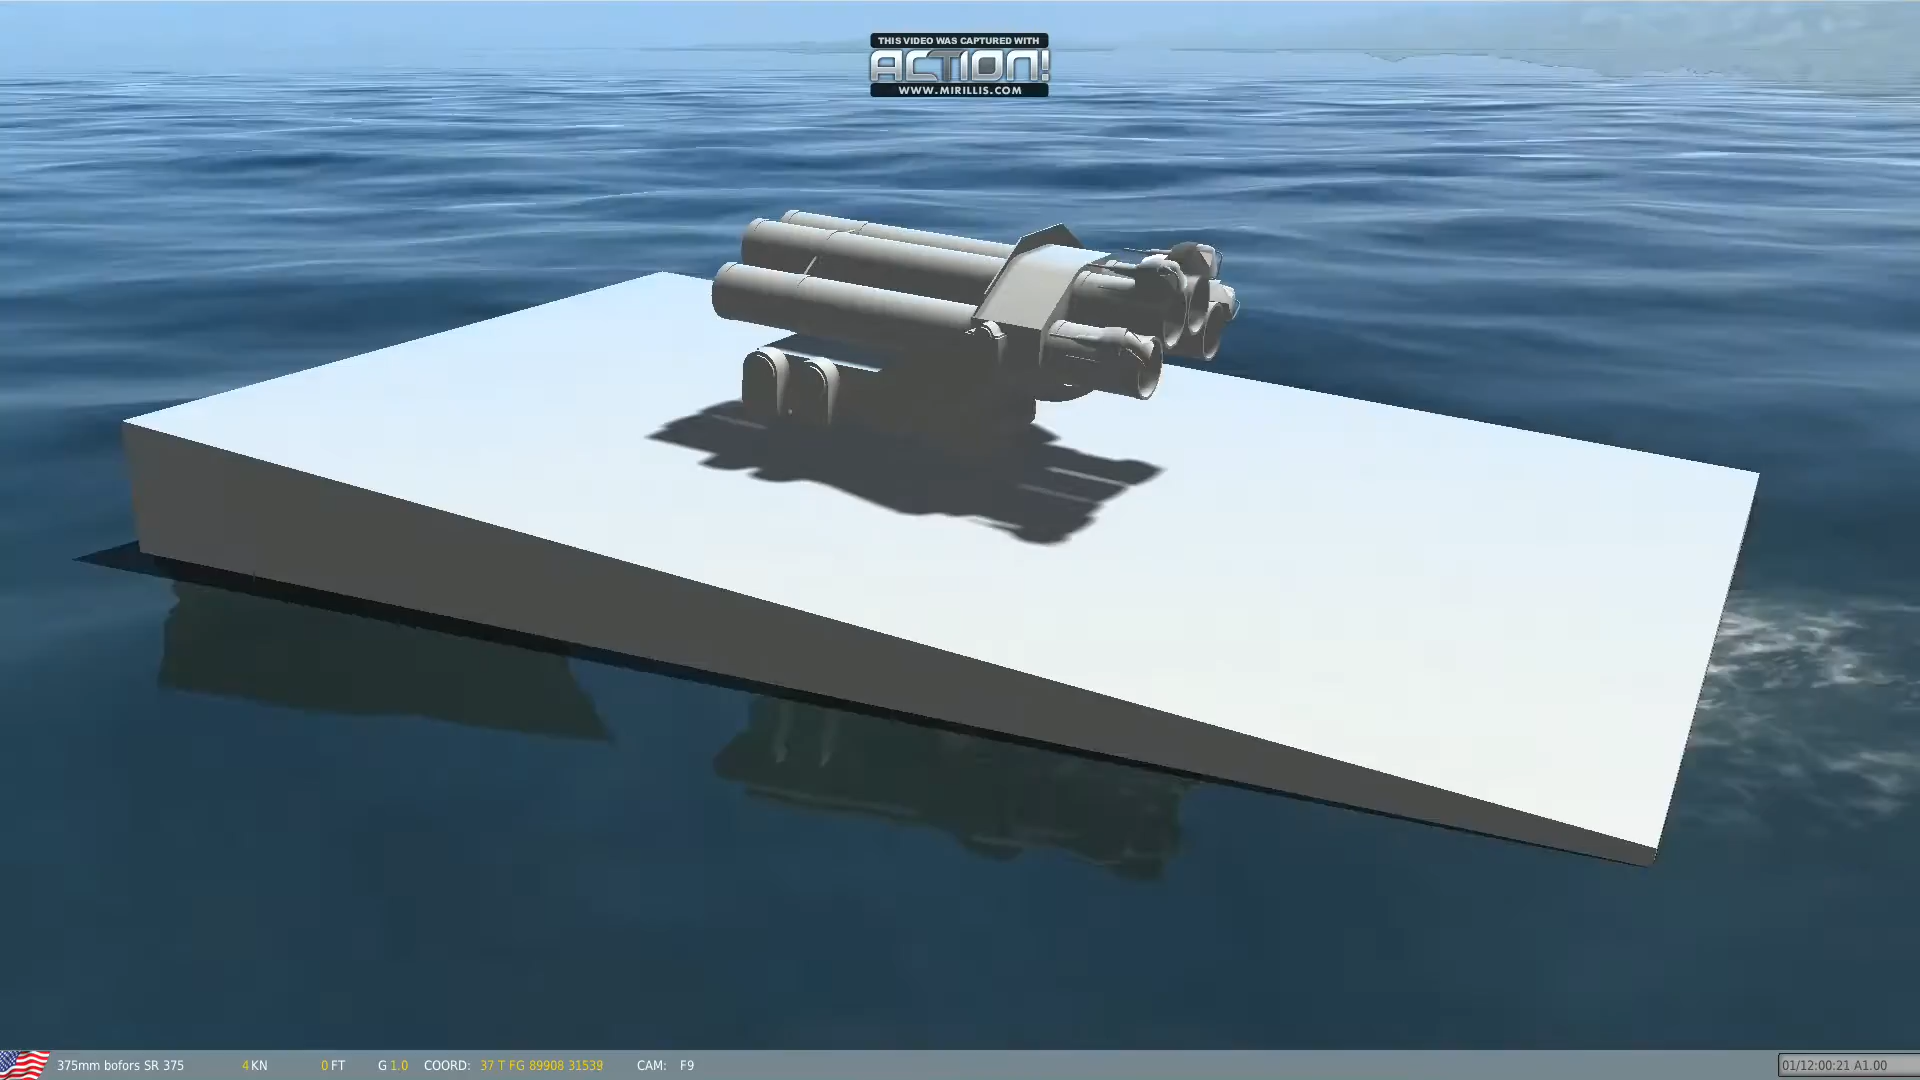 THIS VIDEO WAS CAPTURED WITH
ACTION!
WWW.MIRILLIS.COM
375mm bofors SR 375 4 KN 0 FT G 1.0 COORD: 37 T FG 89908 31539 CAM: F9 01/12:00:21 A1.00